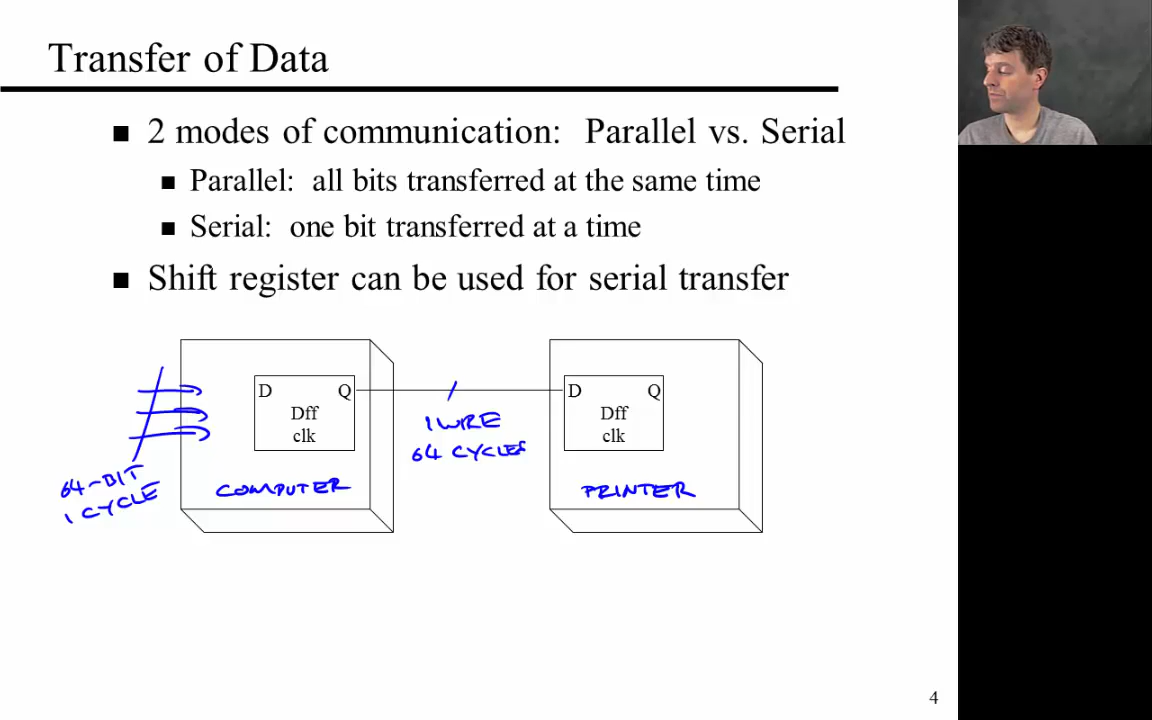 Transfer of Data
2 modes of communication: Parallel vs. Serial
Parallel: all bits transferred at the same time
Serial: one bit transferred at a time
Shift register can be used for serial transfer
D Q
Dff
clk
D Q
Dff
clk
1 WIRE
64 CYCLES
64-BIT
1 CYCLE
COMPUTER
PRINTER
4